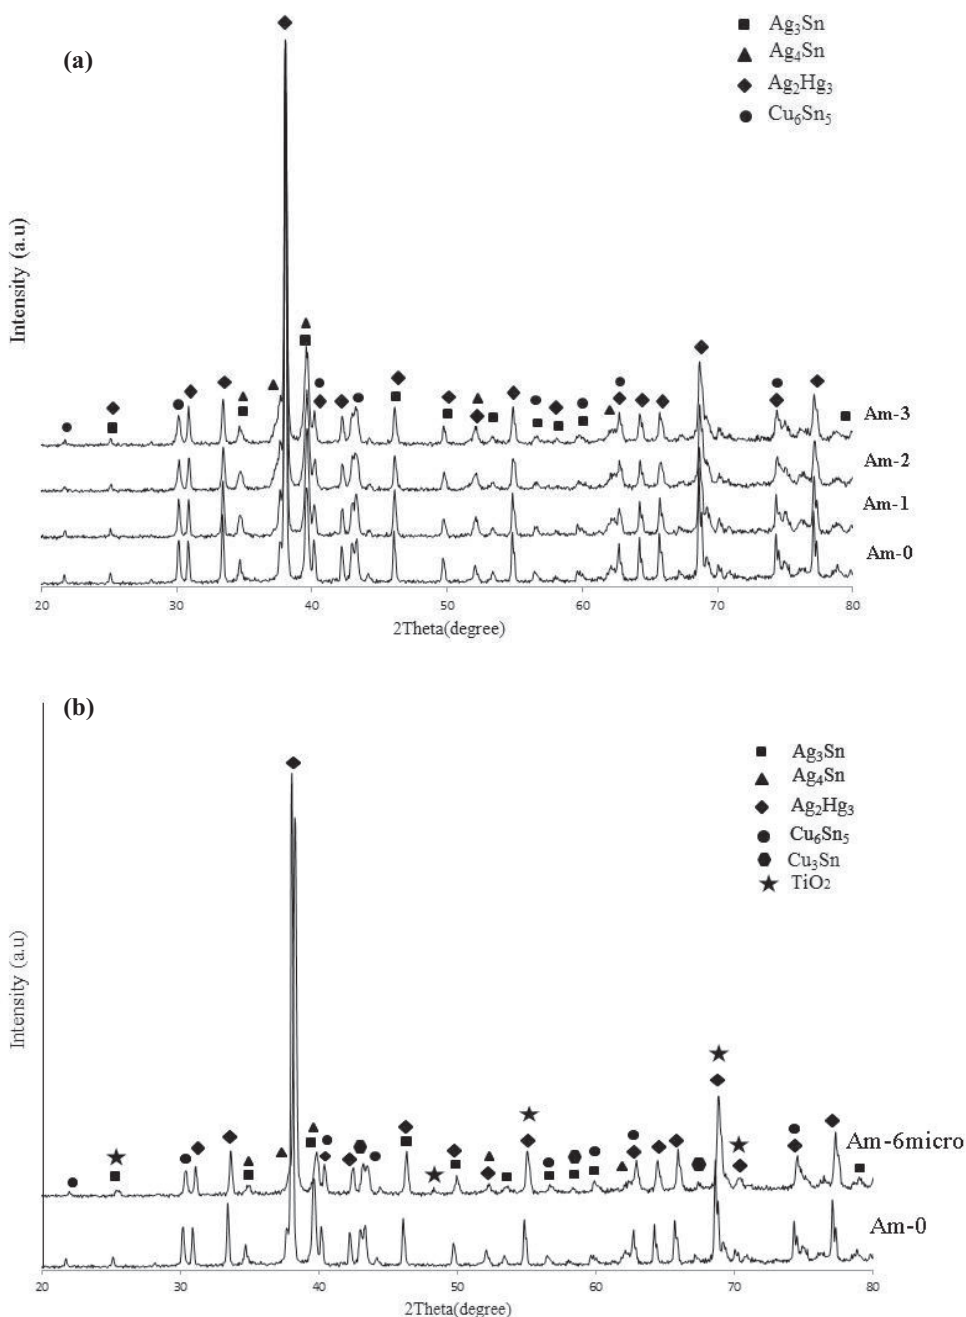 (a)
Ag₃Sn
Ag₄Sn
Ag₂Hg₃
Cu₆Sn₅
Intensity (a.u)
Am-3
Am-2
Am-1
Am-0
20 30 40 50 60 70 80
2Theta(degree)
(b)
Ag₃Sn
Ag₄Sn
Ag₂Hg₃
Cu₆Sn₅
Cu₃Sn
TiO₂
Intensity (a.u)
Am-6micro
Am-0
20 30 40 50 60 70 80
2Theta(degree)